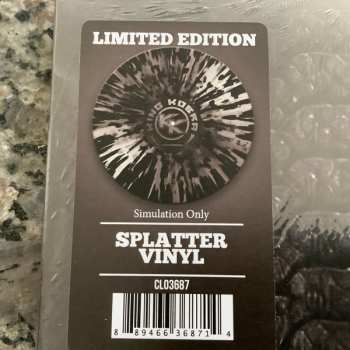 LIMITED EDITION
KING KOBRA
Simulation Only
SPLATTER
VINYL
CLO3687
8 89466 36871 4